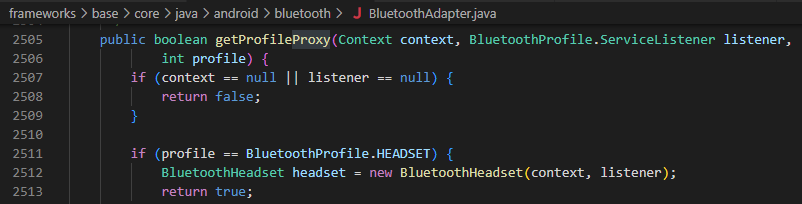 frameworks > base > core > java > android > bluetooth > J BluetoothAdapter.java
2505 public boolean getProfileProxy(Context context, BluetoothProfile.ServiceListener listener,
2506 int profile) {
2507 if (context == null || listener == null) {
2508 return false;
2509 }
2510
2511 if (profile == BluetoothProfile.HEADSET) {
2512 BluetoothHeadset headset = new BluetoothHeadset(context, listener);
2513 return true;